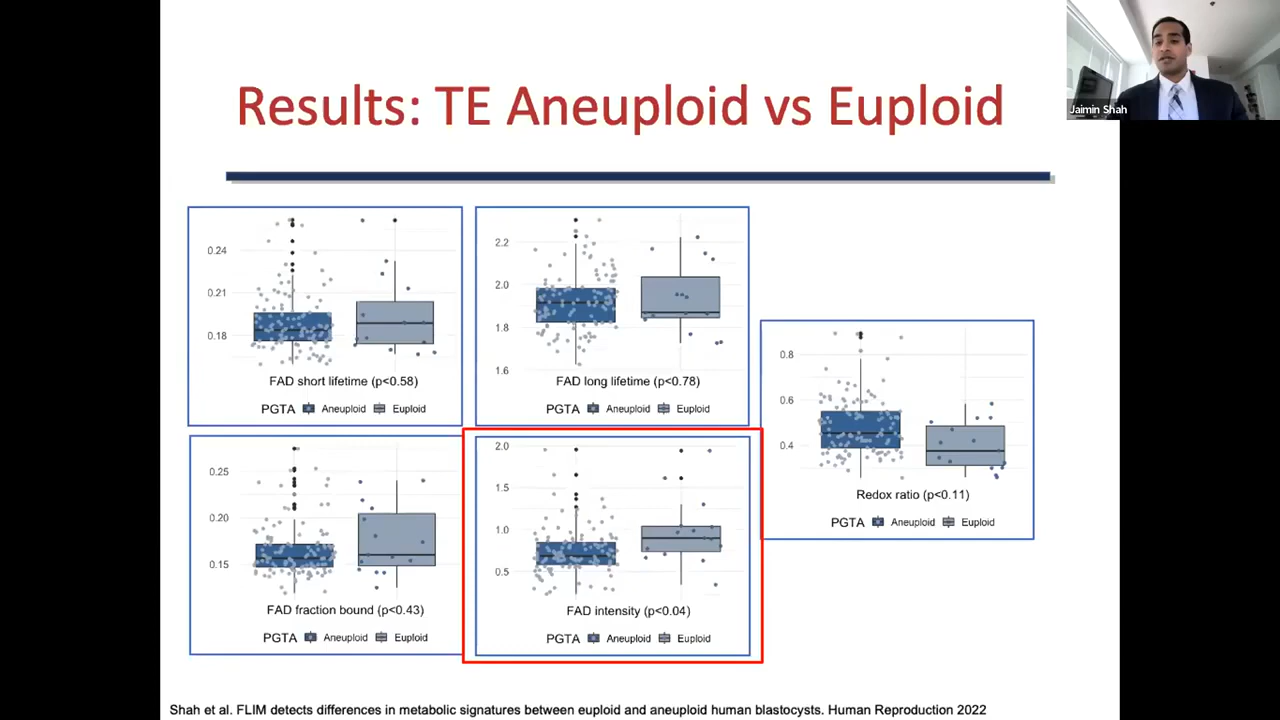 Jaimin Shah
Results: TE Aneuploid vs Euploid
0.24
0.21
0.18
FAD short lifetime (p<0.58)
PGTA Aneuploid Euploid
2.2
2.0
1.8
1.6
FAD long lifetime (p<0.78)
PGTA Aneuploid Euploid
0.8
0.6
0.4
Redox ratio (p<0.11)
PGTA Aneuploid Euploid
0.25
0.20
0.15
FAD fraction bound (p<0.43)
PGTA Aneuploid Euploid
2.0
1.5
1.0
0.5
FAD intensity (p<0.04)
PGTA Aneuploid Euploid
Shah et al. FLIM detects differences in metabolic signatures between euploid and aneuploid human blastocysts. Human Reproduction 2022